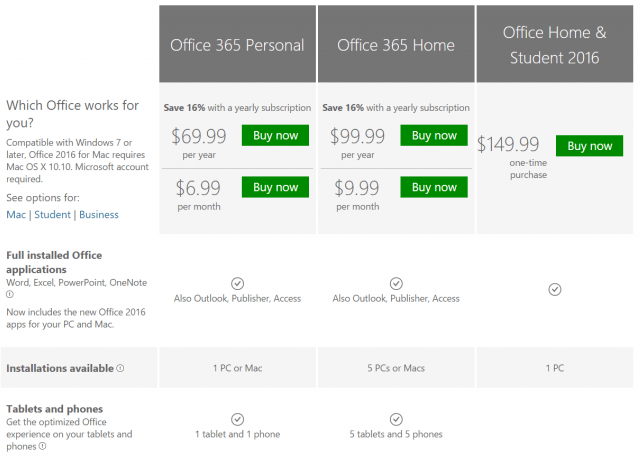 Office 365 Personal
Office 365 Home
Office Home &
Student 2016
Which Office works for
you?
Compatible with Windows 7 or
later, Office 2016 for Mac requires
Mac OS X 10.10. Microsoft account
required.
See options for:
Mac | Student | Business
Save 16% with a yearly subscription
$69.99
per year
Buy now
$6.99
per month
Buy now
Save 16% with a yearly subscription
$99.99
per year
Buy now
$9.99
per month
Buy now
$149.99
one-time
purchase
Buy now
Full installed Office
applications
Word, Excel, PowerPoint, OneNote
Now includes the new Office 2016
apps for your PC and Mac.
Also Outlook, Publisher, Access
Also Outlook, Publisher, Access
Installations available
1 PC or Mac
5 PCs or Macs
1 PC
Tablets and phones
Get the optimized Office
experience on your tablets and
phones
1 tablet and 1 phone
5 tablets and 5 phones